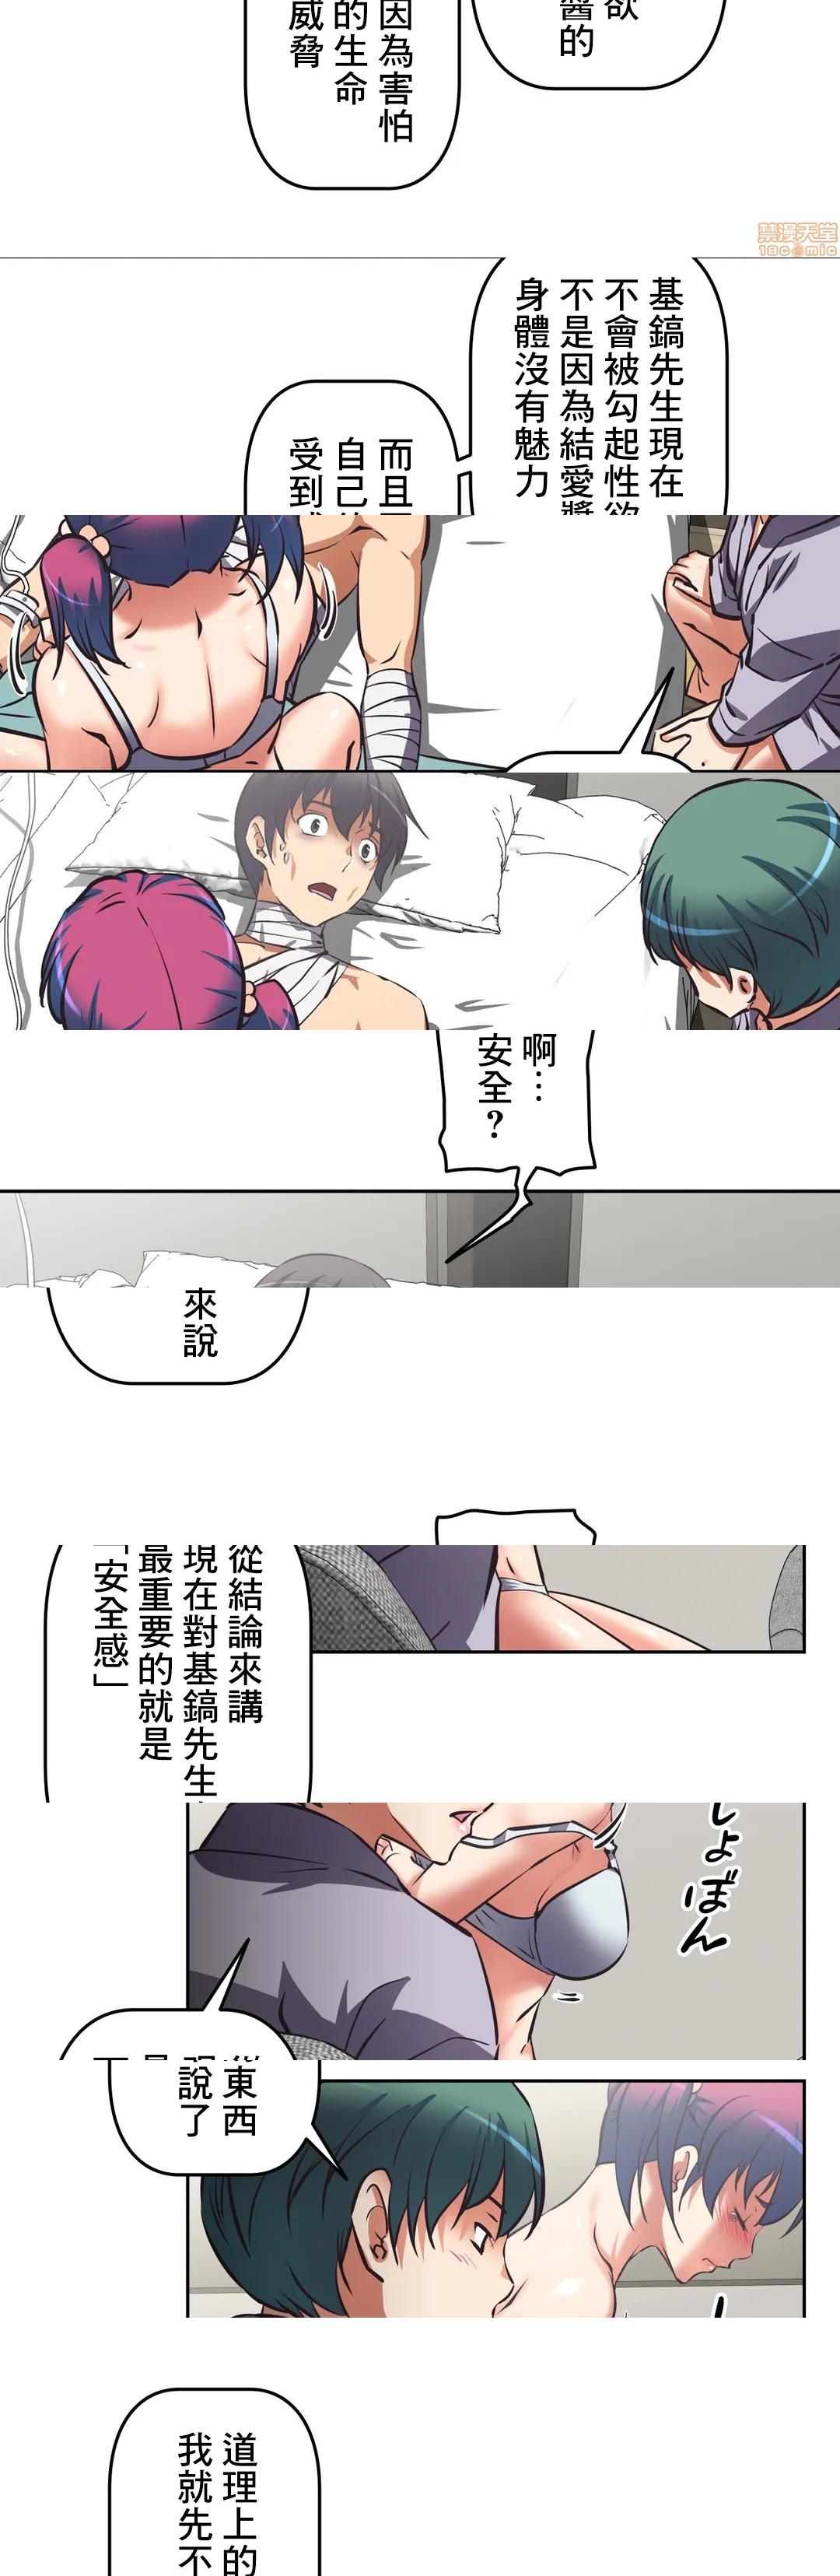 醬的
因為害怕
的生命
威脅
禁漫天堂
18comic
基鎬先生現在
不會被勾起性欲
不是因為結愛醬
身體沒有魅力
而且
自己
受到
啊…
安全？
來說
從結論來講
現在對基鎬先生
最重要的就是
「安全感」
しょぼん
東西
說了
道理上的
我就先不